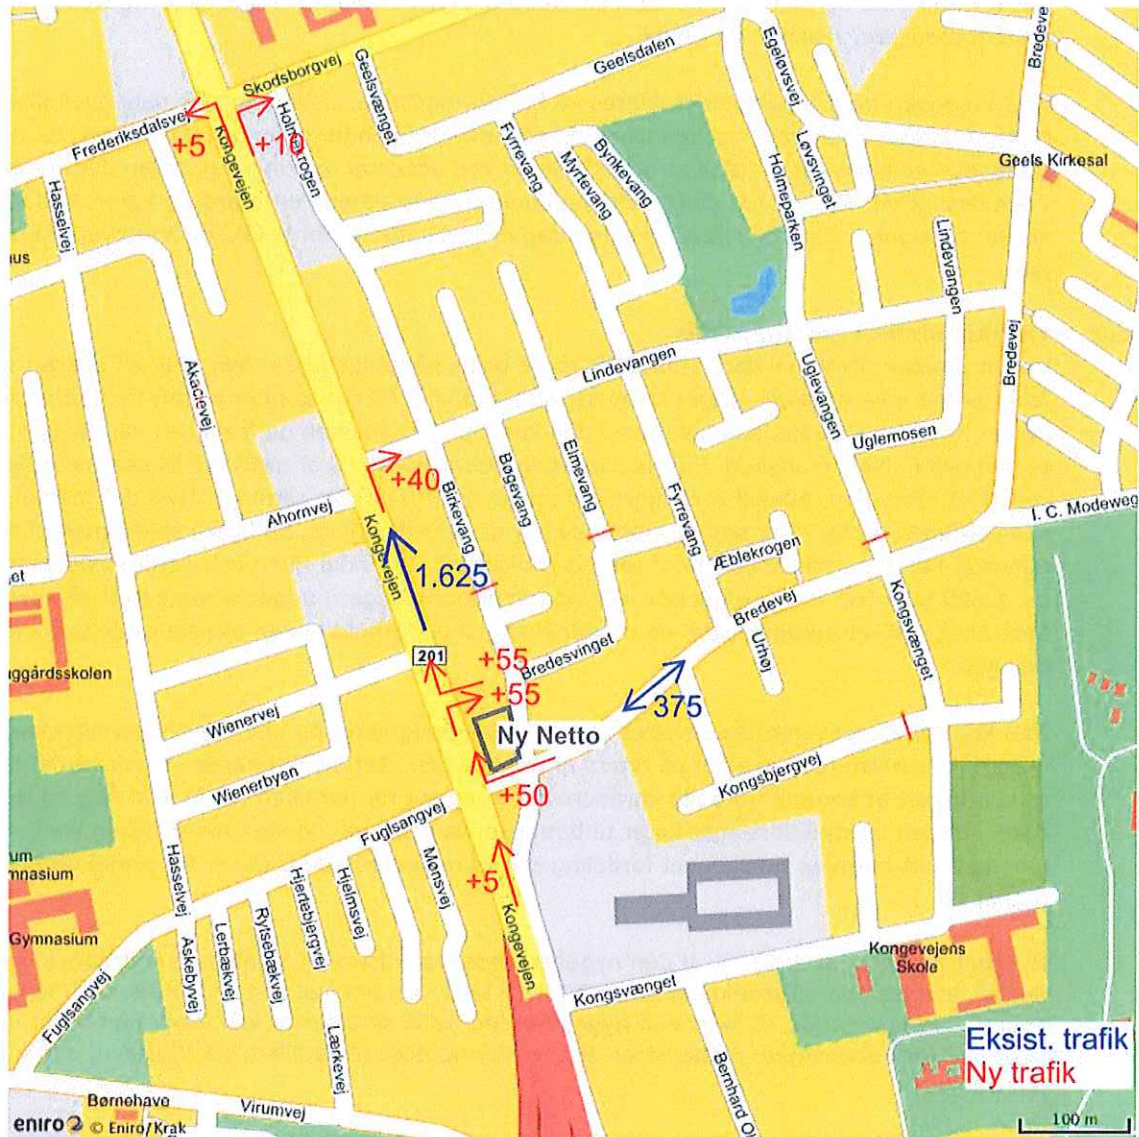 Skodsborgvej
Geelsvænget
Geelsdalen
Egeløvsvej
Bredevej
Frederiksdalsvej
+5
+10
Kongevejen
Fyrrevang
Myrtevang
Bynkevang
Løvsvinget
Holmeparken
Geels Kirkesal
Hasselvej
Lindevangen
Akacievej
Lindevangen
Uglevangen
Bredevej
Uglemosen
Elmevang
Bøgevang
Birkevang
Fyrrevang
+40
Ahornvej
Kongevejen
1.625
I. C. Modeweg
Æblekrogen
Bredevej
Kongsvænget
Urhøj
Bredesvinget
201
+55
+55
375
Wienervej
Ny Netto
Wienerbyen
+50
Kongsbjergvej
Fuglsangvej
Hasselvej
Mønsvej
Hjelmsvej
Hjertebjergvej
Rytsebækvej
Lerbækvej
Askebyvej
+5
Kongevejen
Gymnasium
Fuglsangvej
Lærkevej
Kongsvænget
Kongevejens
Skole
Eksist. trafik
Ny trafik
Børnehave
Virumvej
eniro © Eniro/Krak
100 m